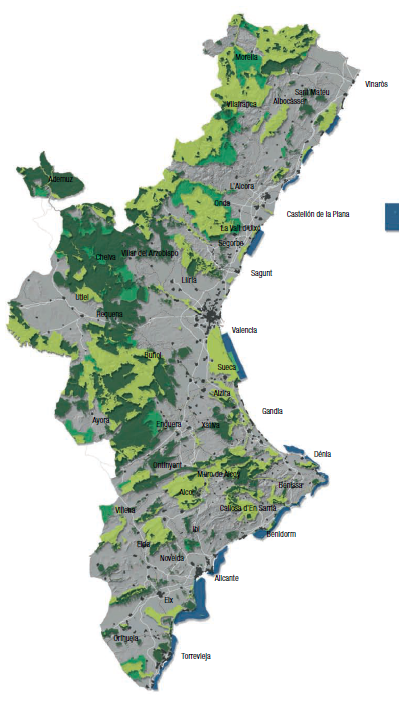 Morella
Vinaròs
Sant Mateu
Albocàsser
Vilafranca
Ademuz
L'Alcora
Onda
Castellón de la Plana
La Vall d'Uixó
Segorbe
Chelva
Villar del Arzobispo
Sagunt
Llíria
Utiel
Requena
Valencia
Buñol
Sueca
Alzira
Gandia
Ayora
Enguera
Xàtiva
Dénia
Ontinyent
Muro de Alcoy
Benissa
Alcoi
Callosa d'En Sarrià
Villena
Ibi
Benidorm
Elda
Novelda
Alicante
Elx
Orihuela
Torrevieja